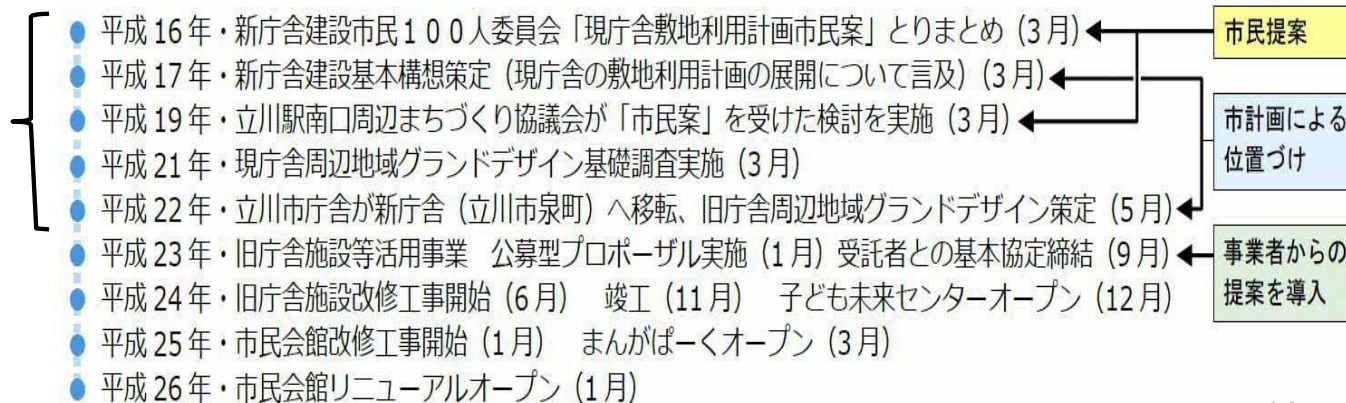 平成16年・新庁舎建設市民１００人委員会「現庁舎敷地利用計画市民案」とりまとめ（3月）
平成17年・新庁舎建設基本構想策定（現庁舎の敷地利用計画の展開について言及）（3月）
平成19年・立川駅南口周辺まちづくり協議会が「市民案」を受けた検討を実施（3月）
平成21年・現庁舎周辺地域グランドデザイン基礎調査実施（3月）
平成22年・立川市庁舎が新庁舎（立川市泉町）へ移転、旧庁舎周辺地域グランドデザイン策定（5月）
平成23年・旧庁舎施設等活用事業　公募型プロポーザル実施（1月）受託者との基本協定締結（9月）
平成24年・旧庁舎施設改修工事開始（6月）　竣工（11月）　子ども未来センターオープン（12月）
平成25年・市民会館改修工事開始（1月）　まんがぱーくオープン（3月）
平成26年・市民会館リニューアルオープン（1月）
市民提案
市計画による
位置づけ
事業者からの
提案を導入